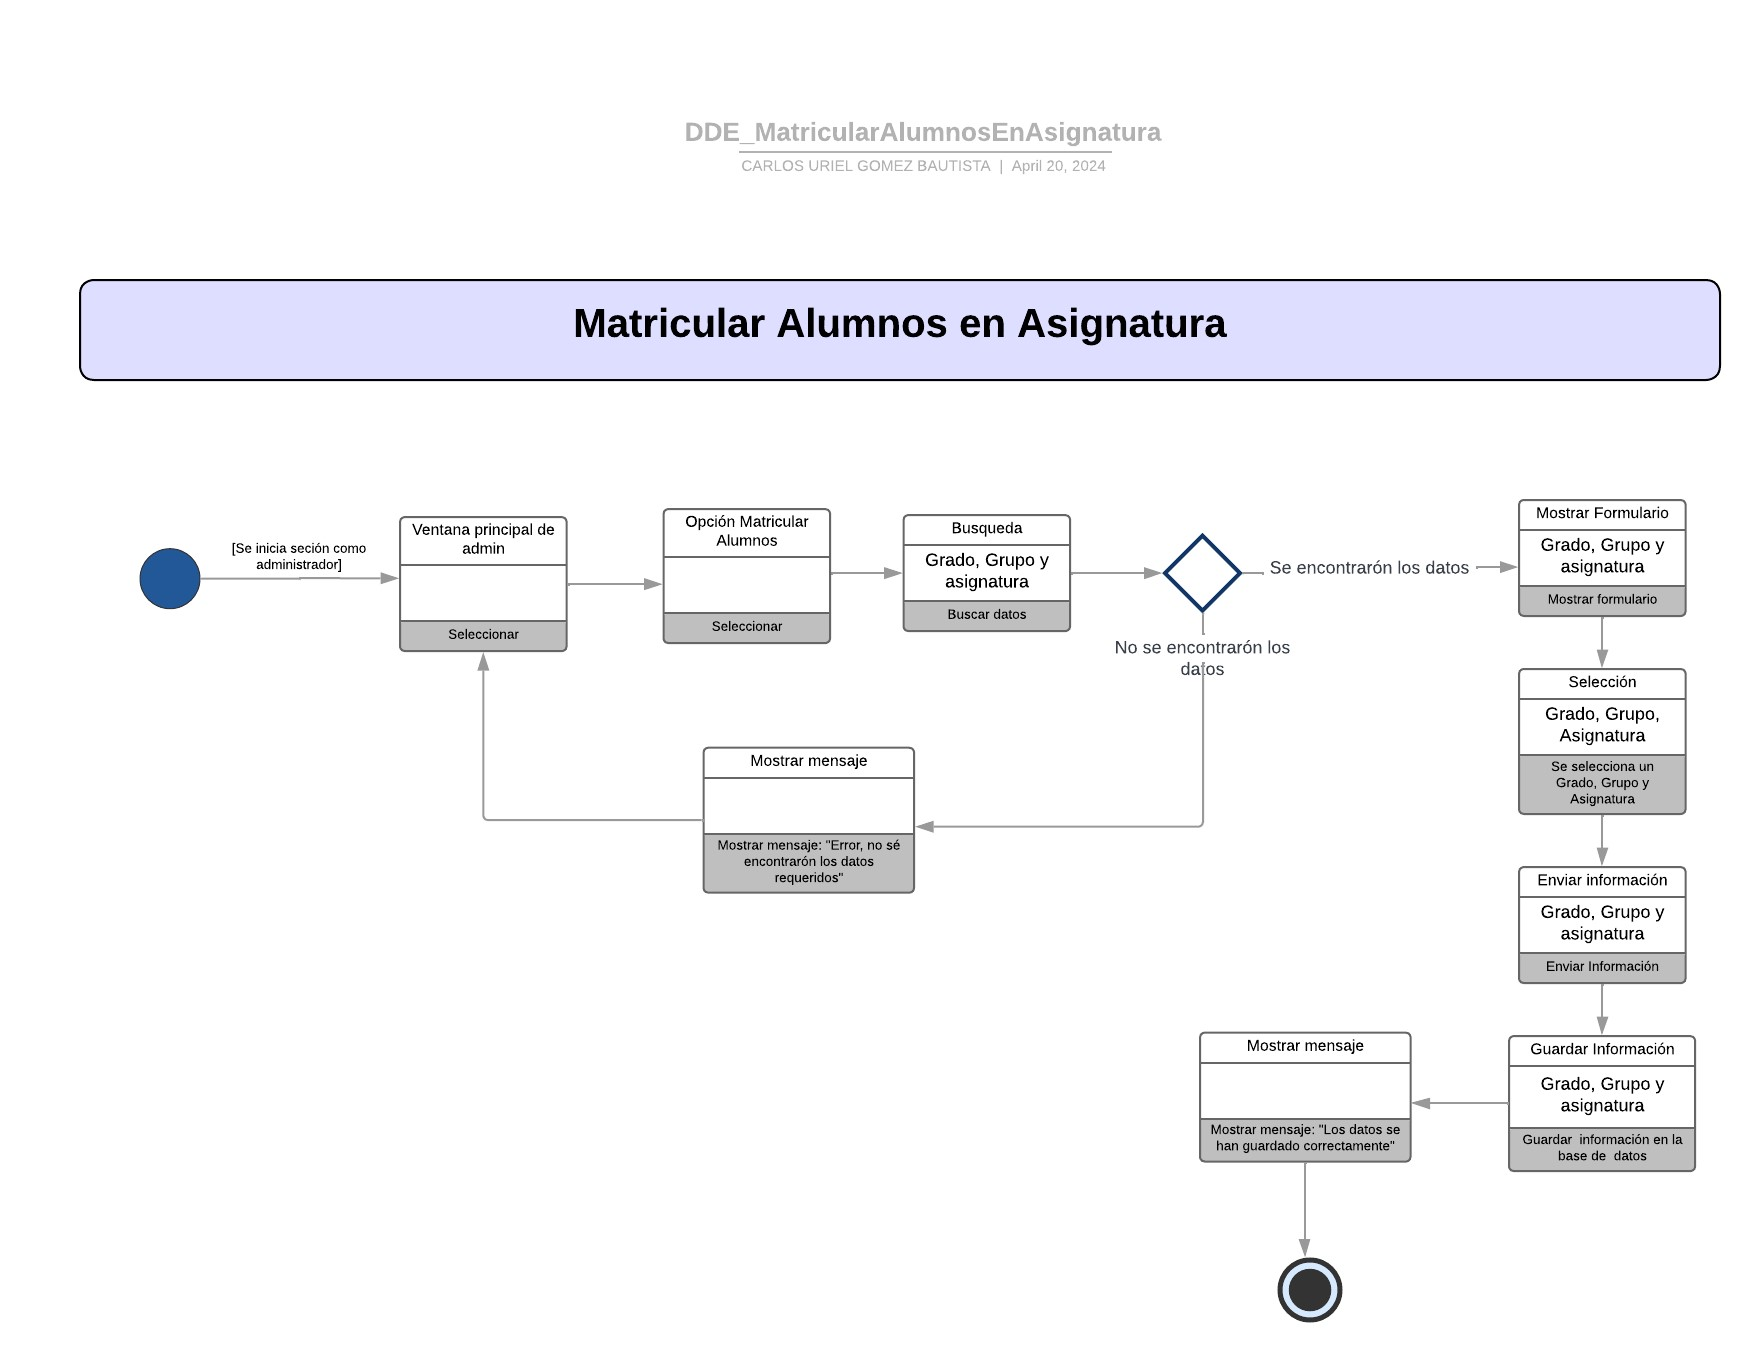 DDE_MatricularAlumnosEnAsignatura
CARLOS URIEL GOMEZ BAUTISTA | April 20, 2024
Matricular Alumnos en Asignatura
[Se inicia seción como
administrador]
Ventana principal de
admin
Seleccionar
Opción Matricular
Alumnos
Seleccionar
Busqueda
Grado, Grupo y
asignatura
Buscar datos
Se encontrarón los datos
No se encontrarón los
datos
Mostrar Formulario
Grado, Grupo y
asignatura
Mostrar formulario
Selección
Grado, Grupo,
Asignatura
Se selecciona un
Grado, Grupo y
Asignatura
Mostrar mensaje
Mostrar mensaje: "Error, no sé
encontrarón los datos
requeridos"
Enviar información
Grado, Grupo y
asignatura
Enviar Información
Guardar Información
Grado, Grupo y
asignatura
Guardar  información en la
base de  datos
Mostrar mensaje
Mostrar mensaje: "Los datos se
han guardado correctamente"